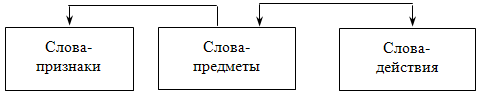 Слова-
признаки
Слова-
предметы
Слова-
действия